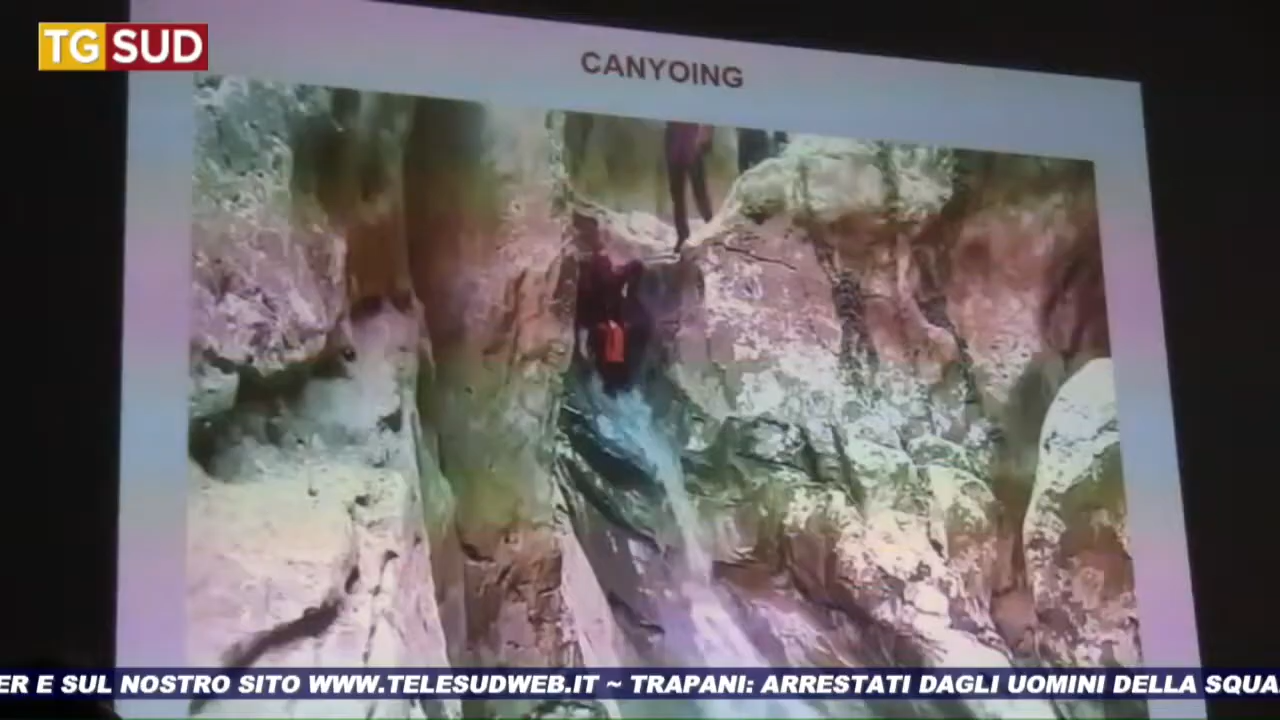 TG SUD
CANYOING
ER E SUL NOSTRO SITO WWW.TELESUDWEB.IT ~ TRAPANI: ARRESTATI DAGLI UOMINI DELLA SQUA